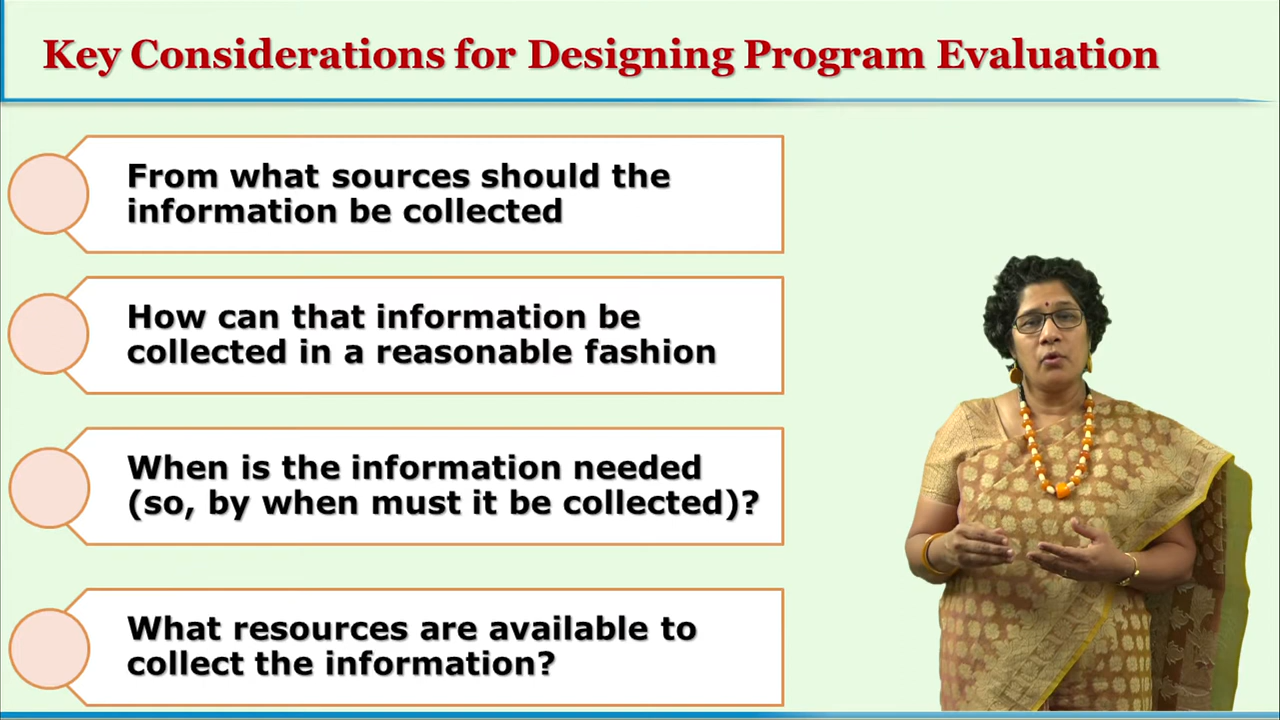 Key Considerations for Designing Program Evaluation
From what sources should the
information be collected
How can that information be
collected in a reasonable fashion
When is the information needed
(so, by when must it be collected)?
What resources are available to
collect the information?